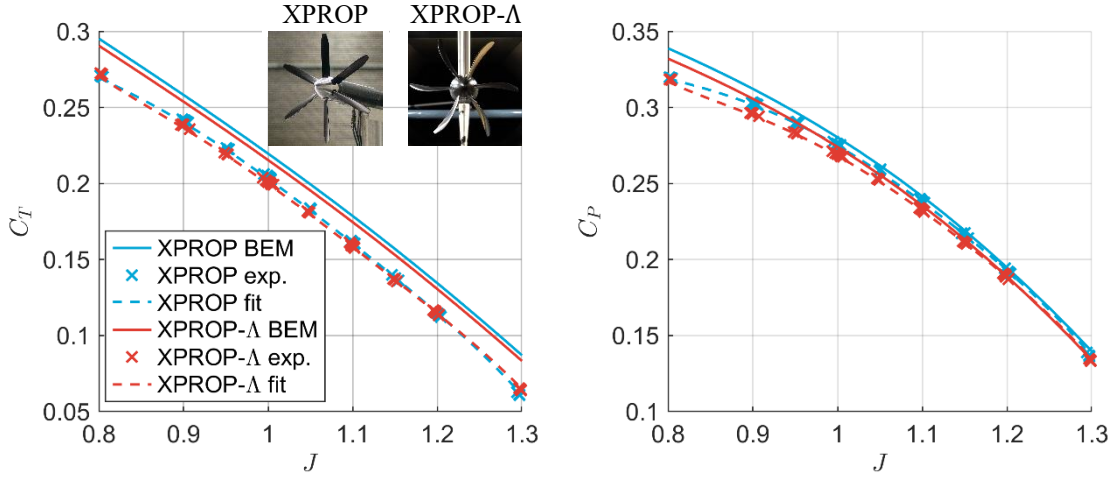 XPROP XPROP-Λ
0.3
0.25
0.2
0.15
0.1
0.05
C_T
XPROP BEM
XPROP exp.
XPROP fit
XPROP-Λ BEM
XPROP-Λ exp.
XPROP-Λ fit
0.8 0.9 1 1.1 1.2 1.3
J
0.35
0.3
0.25
0.2
0.15
0.1
C_P
0.8 0.9 1 1.1 1.2 1.3
J